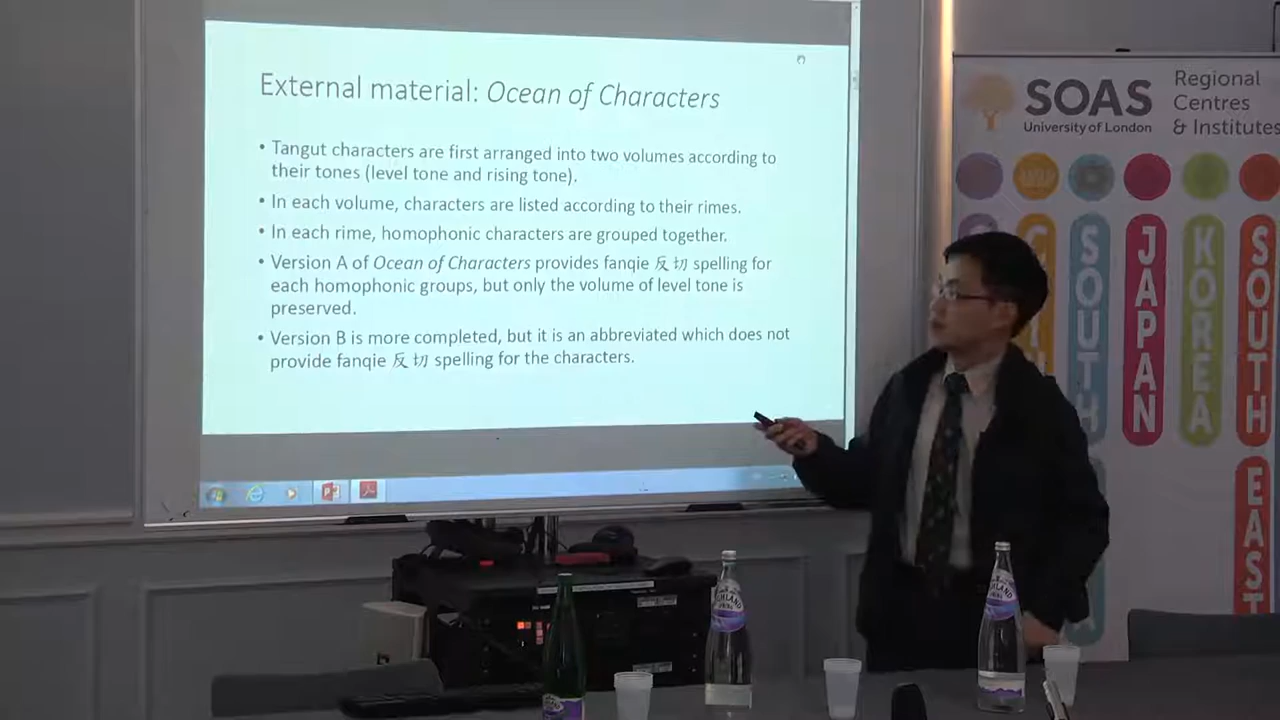 External material: Ocean of Characters
• Tangut characters are first arranged into two volumes according to
their tones (level tone and rising tone).
• In each volume, characters are listed according to their rimes.
• In each rime, homophonic characters are grouped together.
• Version A of Ocean of Characters provides fanqie 反切 spelling for
each homophonic groups, but only the volume of level tone is
preserved.
• Version B is more completed, but it is an abbreviated which does not
provide fanqie 反切 spelling for the characters.
SOAS
University of London
Regional
Centres
& Institutes
SOUTH
JAPAN
KOREA
SOUTH
EAST